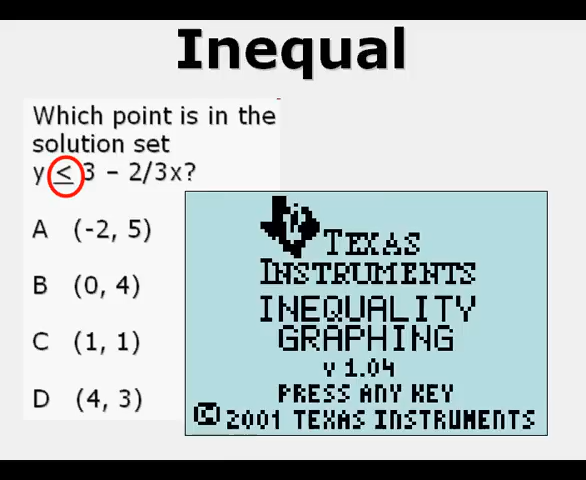 Inequal
Which point is in the
solution set
y ≤ 3 – 2/3x?
A (-2, 5)
B (0, 4)
C (1, 1)
D (4, 3)
TEXAS
INSTRUMENTS
INEQUALITY
GRAPHING
v 1.04
PRESS ANY KEY
© 2001 TEXAS INSTRUMENTS